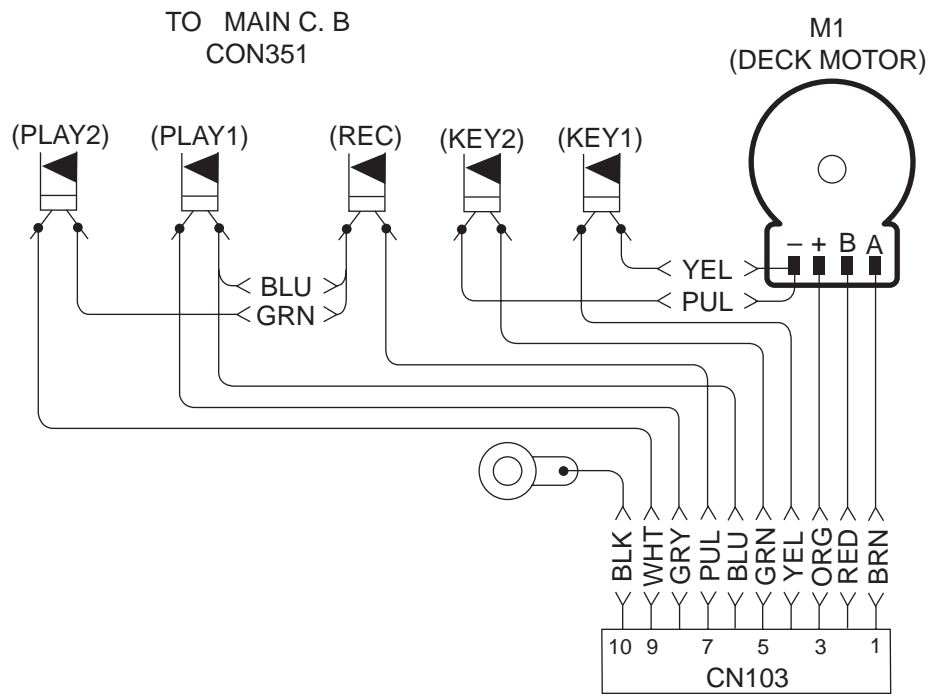 TO MAIN C. B
CON351
M1
(DECK MOTOR)
(PLAY2) (PLAY1) (REC) (KEY2) (KEY1)
– + B A
YEL
BLU
PUL
GRN
BLK WHT GRY PUL BLU GRN YEL ORG RED BRN
10 9 7 5 3 1
CN103